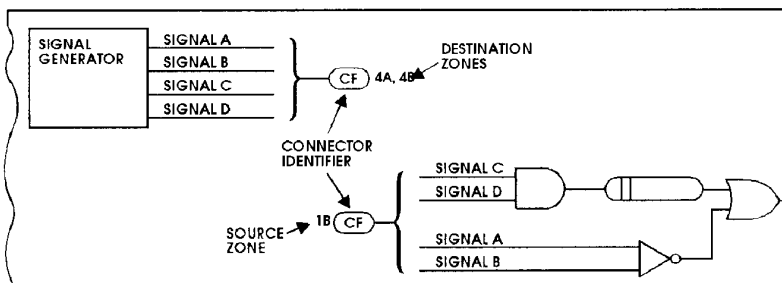 SIGNAL
GENERATOR
SIGNAL A
SIGNAL B
SIGNAL C
SIGNAL D
CF
4A, 4B
DESTINATION
ZONES
CONNECTOR
IDENTIFIER
SOURCE
ZONE
1B
CF
SIGNAL C
SIGNAL D
SIGNAL A
SIGNAL B